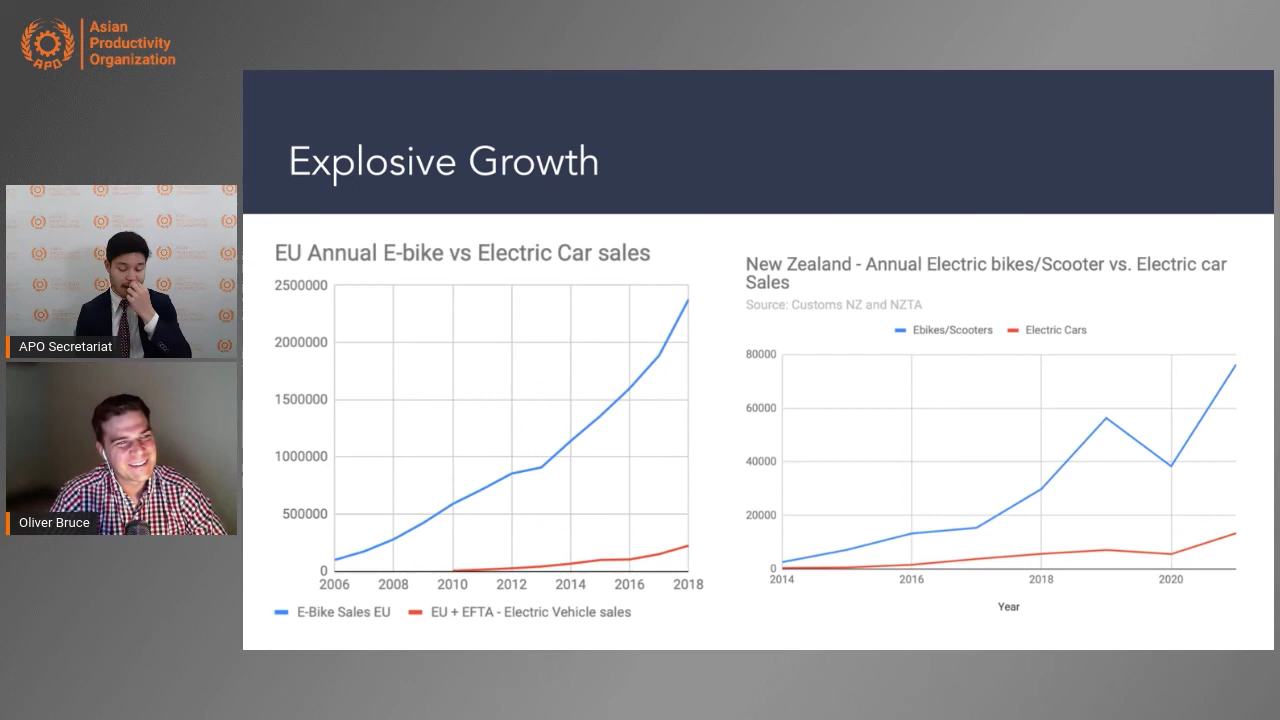 Asian
Productivity
Organization
APO
Explosive Growth
APO Secretariat
Oliver Bruce
EU Annual E-bike vs Electric Car sales
2500000
2000000
1500000
1000000
500000
0
2006 2008 2010 2012 2014 2016 2018
E-Bike Sales EU EU + EFTA - Electric Vehicle sales
New Zealand - Annual Electric bikes/Scooter vs. Electric car
Sales
Source: Customs NZ and NZTA
Ebikes/Scooters Electric Cars
80000
60000
40000
20000
0
2014 2016 2018 2020
Year